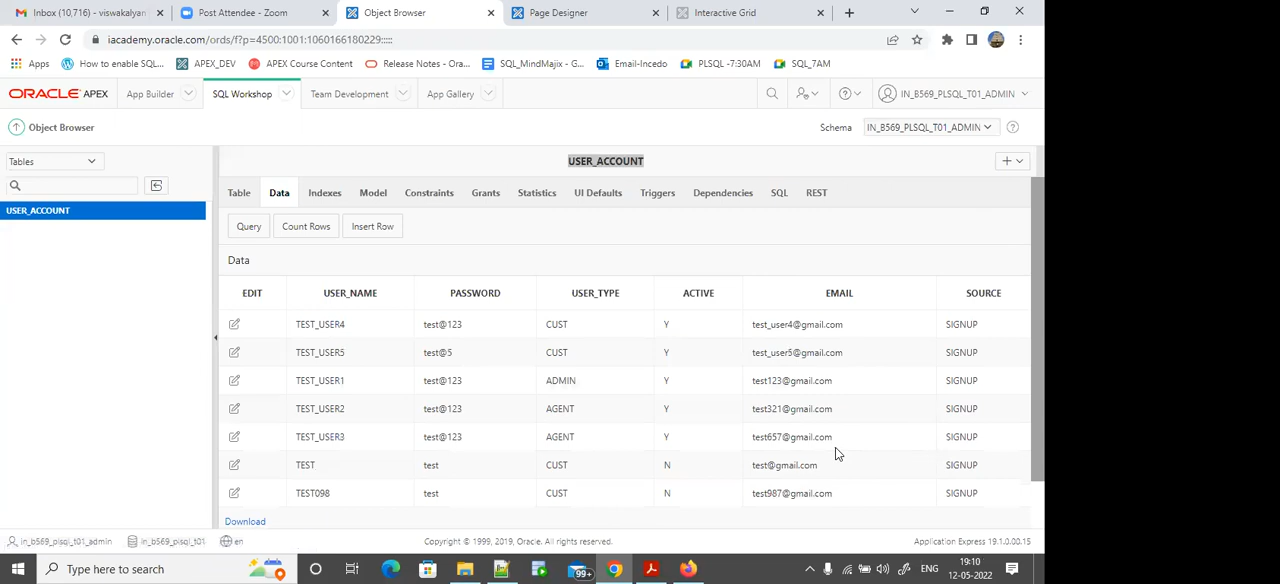 Inbox (10,716) - viswakalyan
Post Attendee - Zoom
Object Browser
Page Designer
Interactive Grid
iacademy.oracle.com/ords/f?p=4500:1001:1060166180229:::::
Apps
How to enable SQL...
APEX_DEV
APEX Course Content
Release Notes - Ora...
SQL_MindMajix - G...
Email-Incedo
PLSQL -7:30AM
SQL_7AM
ORACLE APEX
App Builder
SQL Workshop
Team Development
App Gallery
IN_B569_PLSQL_T01_ADMIN
Object Browser
Schema
IN_B569_PLSQL_T01_ADMIN
Tables
USER_ACCOUNT
USER_ACCOUNT
Table Data Indexes Model Constraints Grants Statistics UI Defaults Triggers Dependencies SQL REST
Query Count Rows Insert Row
Data
EDIT USER_NAME PASSWORD USER_TYPE ACTIVE EMAIL SOURCE
TEST_USER4 test@123 CUST Y test_user4@gmail.com SIGNUP
TEST_USER5 test@5 CUST Y test_user5@gmail.com SIGNUP
TEST_USER1 test@123 ADMIN Y test123@gmail.com SIGNUP
TEST_USER2 test@123 AGENT Y test321@gmail.com SIGNUP
TEST_USER3 test@123 AGENT Y test657@gmail.com SIGNUP
TEST test CUST N test@gmail.com SIGNUP
TEST098 test CUST N test987@gmail.com SIGNUP
Download
in_b569_plsql_t01_admin
in_b569_plsql_t01
en
Copyright © 1999, 2019, Oracle. All rights reserved.
Application Express 19.1.0.00.15
Type here to search
99+
ENG
19:10
12-05-2022